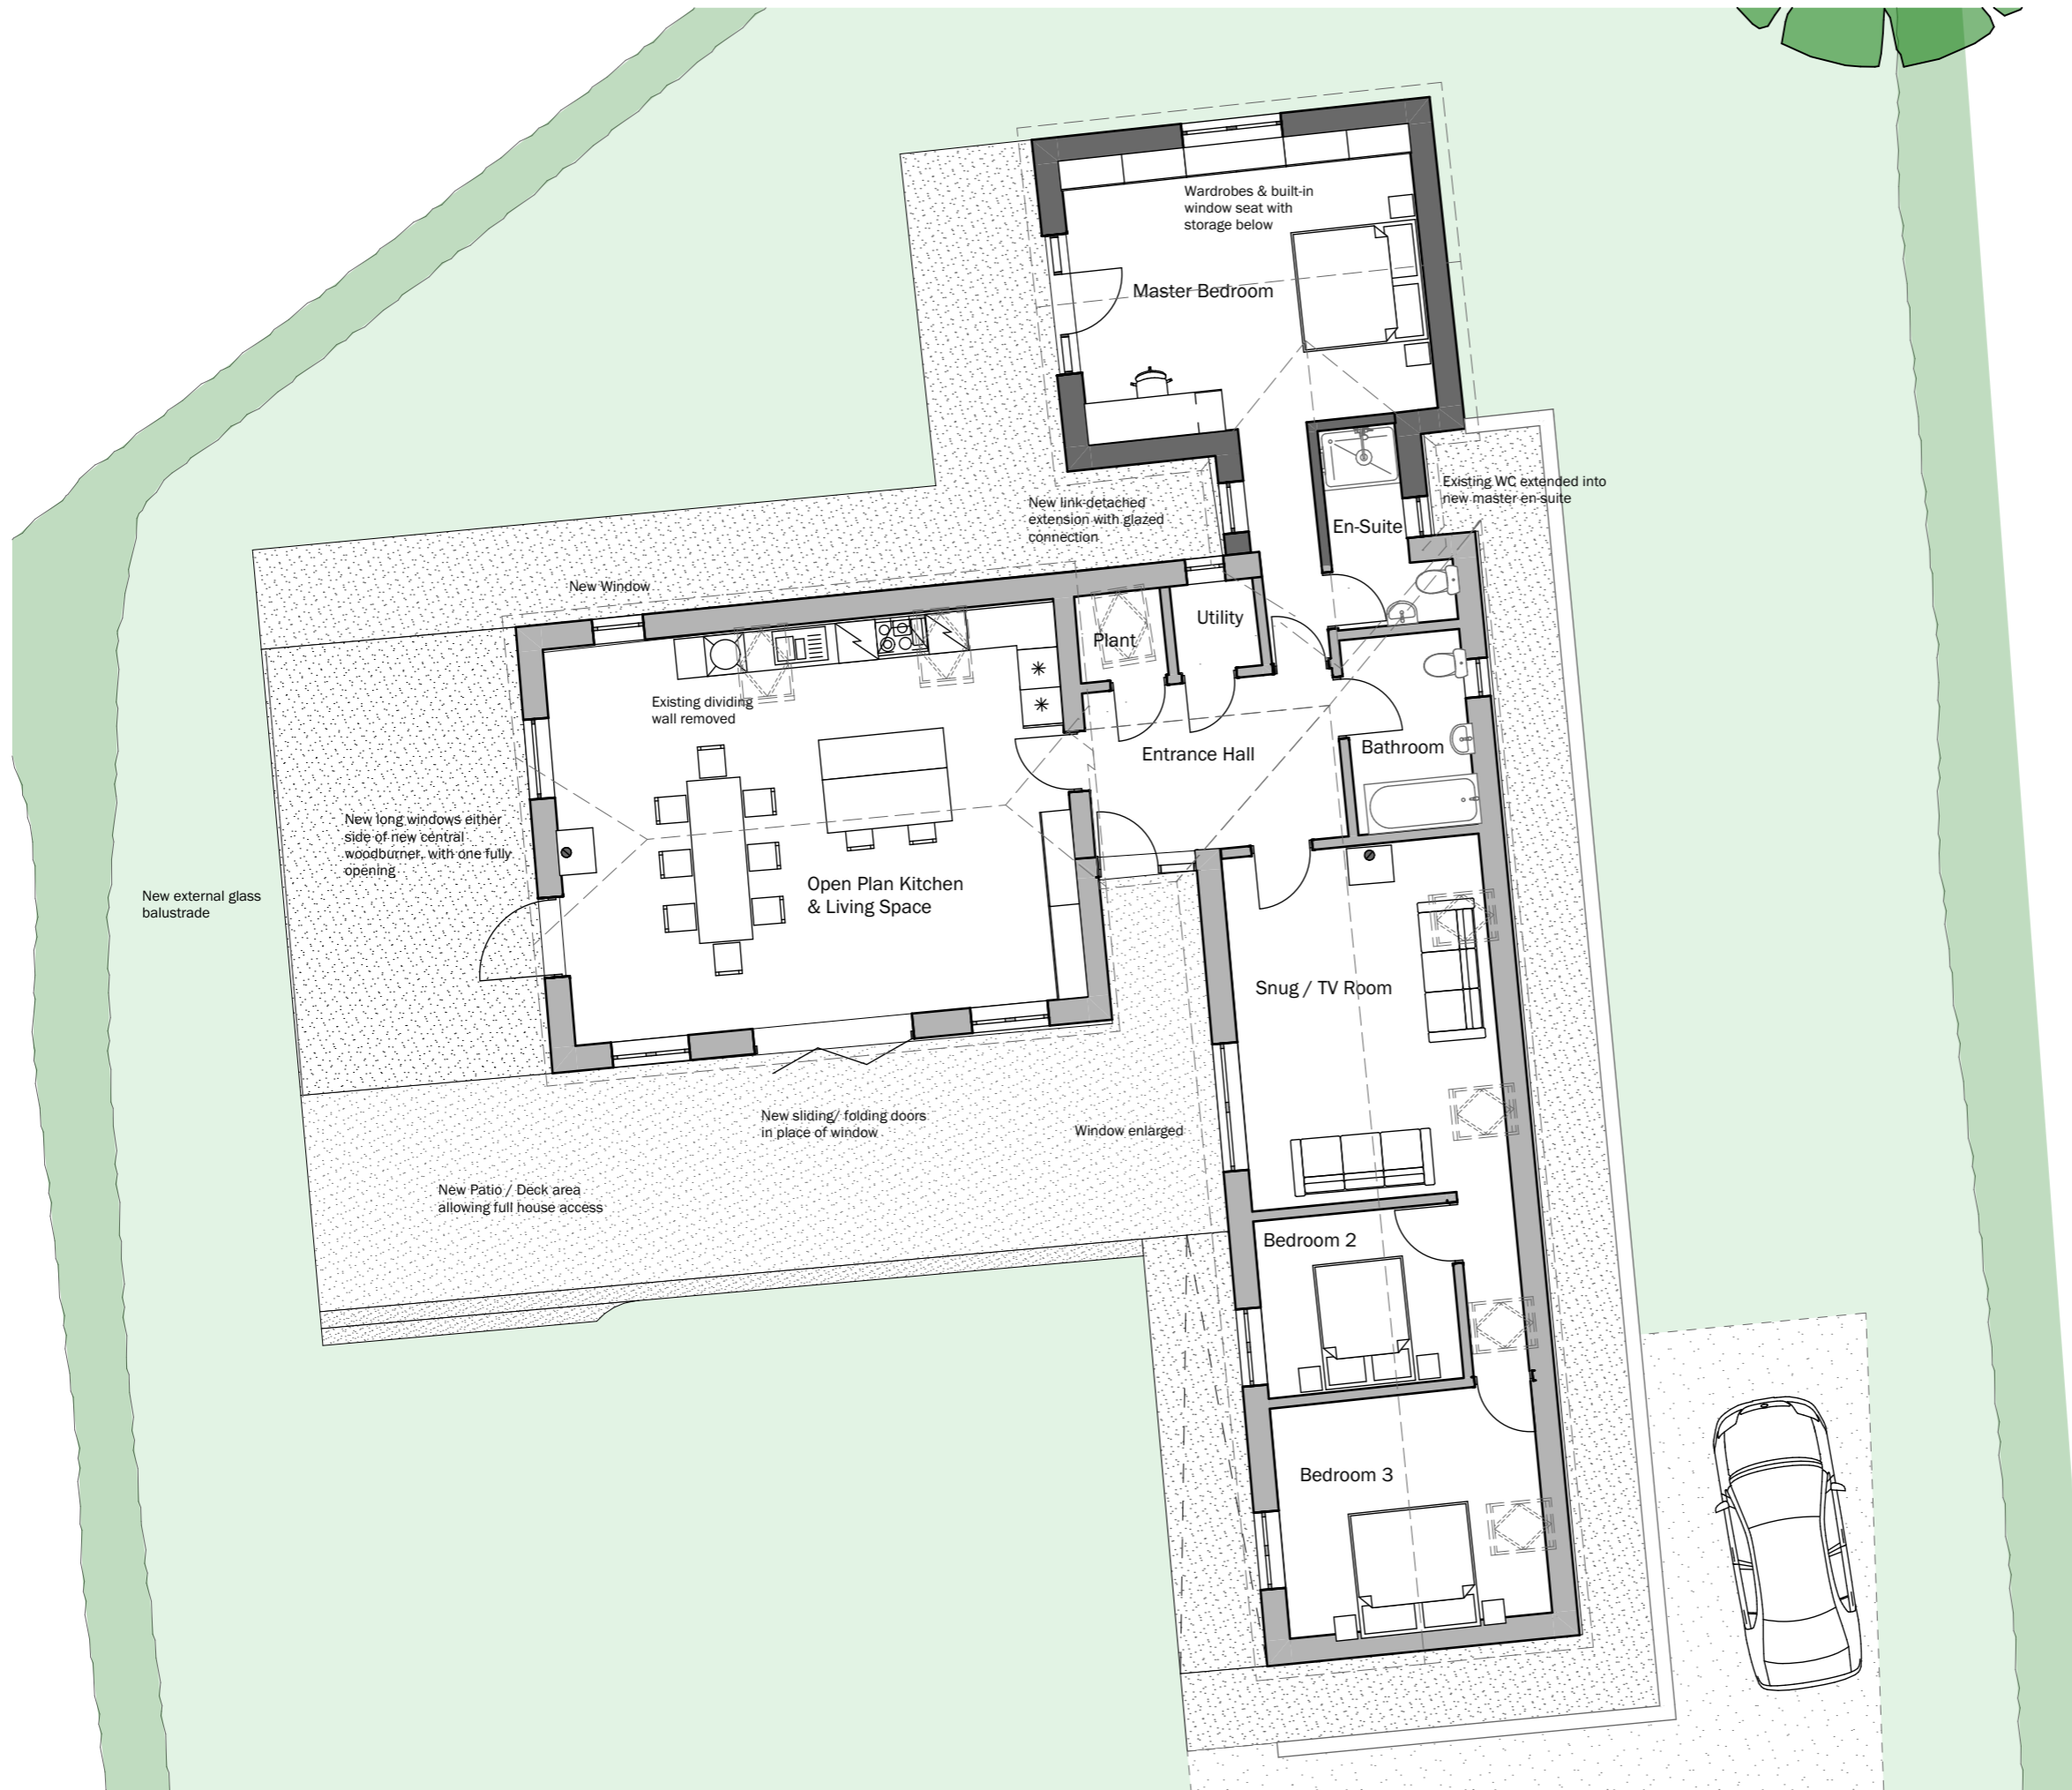 Wardrobes & built-in
window seat with
storage below
Master Bedroom
Existing WC extended into
new master en-suite
New link-detached
extension with glazed
connection
En-Suite
New Window
Utility
Plant
Existing dividing
wall removed
Entrance Hall
Bathroom
New long windows either
side of new central
woodburner, with one fully
opening
Open Plan Kitchen
& Living Space
New external glass
balustrade
Snug / TV Room
New sliding/ folding doors
in place of window
Window enlarged
New Patio / Deck area
allowing full house access
Bedroom 2
Bedroom 3